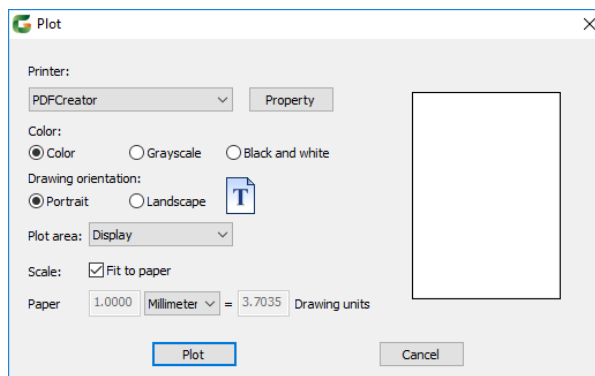 Plot
Printer:
PDFCreator
Property
Color:
Color Grayscale Black and white
Drawing orientation:
Portrait Landscape T
Plot area: Display
Scale: Fit to paper
Paper 1.0000 Millimeter = 3.7035 Drawing units
Plot Cancel